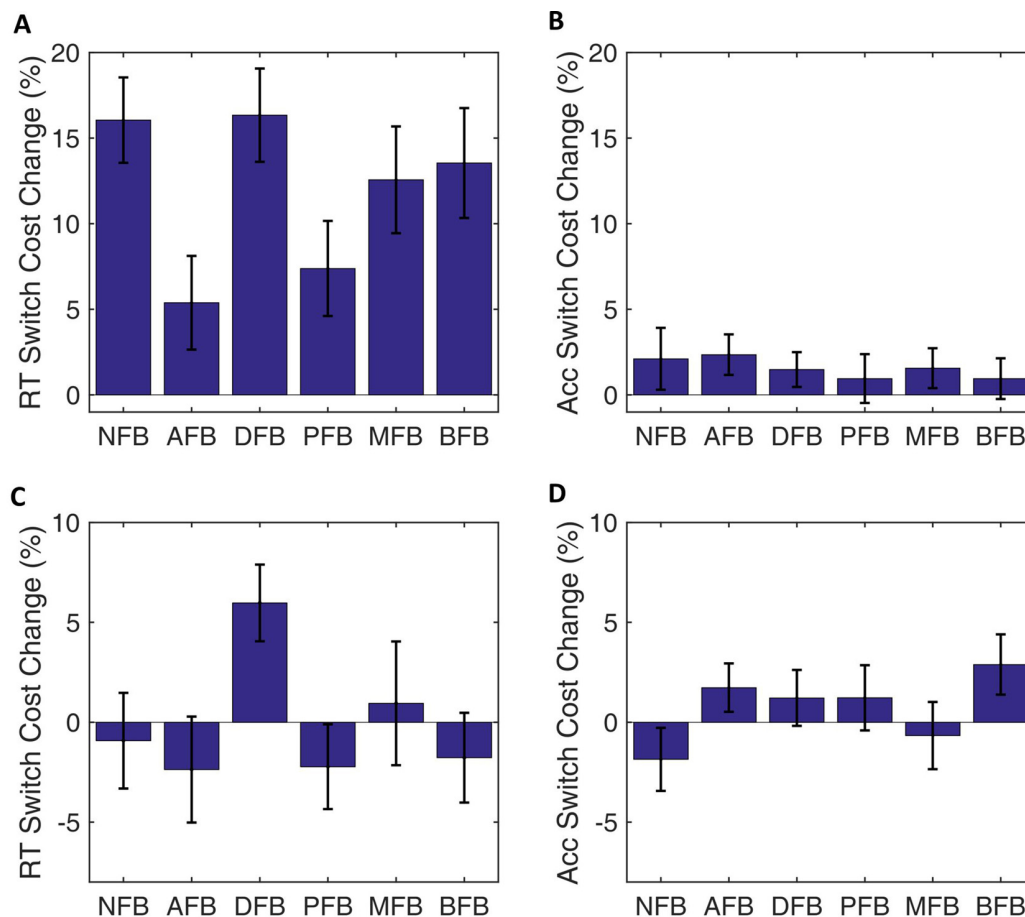 A
RT Switch Cost Change (%)
20
15
10
5
0
NFB AFB DFB PFB MFB BFB
B
Acc Switch Cost Change (%)
20
15
10
5
0
NFB AFB DFB PFB MFB BFB
C
RT Switch Cost Change (%)
10
5
0
-5
NFB AFB DFB PFB MFB BFB
D
Acc Switch Cost Change (%)
10
5
0
-5
NFB AFB DFB PFB MFB BFB